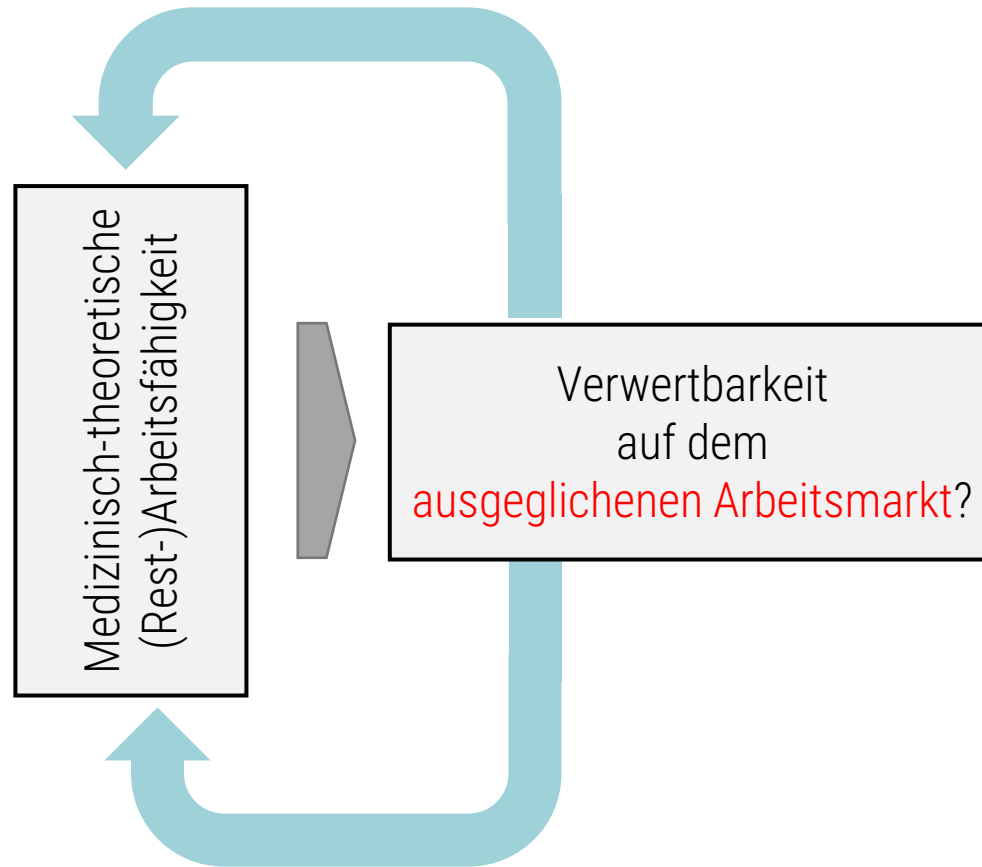 Medizinisch-theoretische
(Rest-)Arbeitsfähigkeit
Verwertbarkeit
auf dem
ausgeglichenen Arbeitsmarkt?